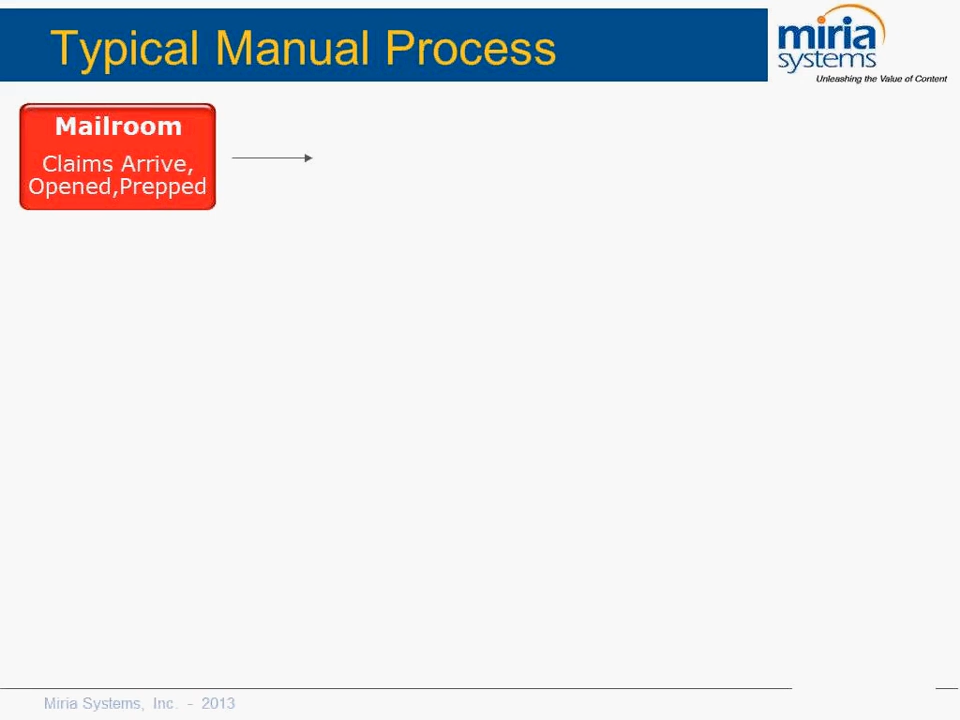 Typical Manual Process
miria
systems
Unleashing the Value of Content
Mailroom
Claims Arrive,
Opened,Prepped
Miria Systems, Inc. - 2013